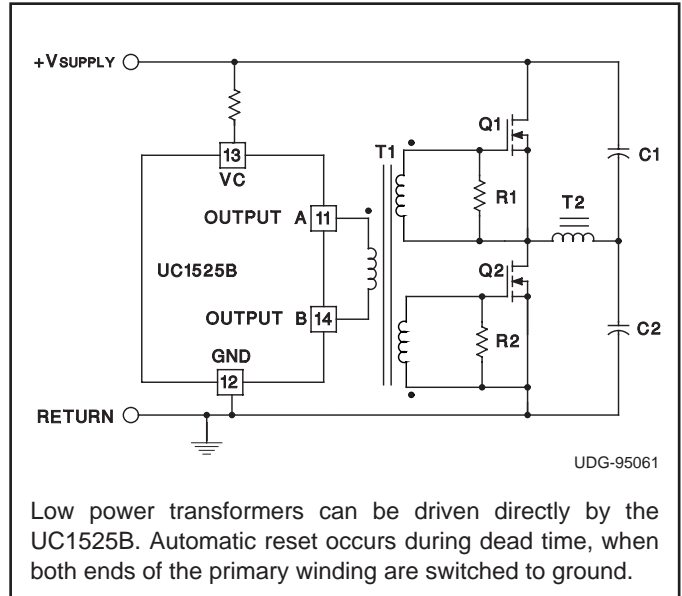 +VSUPPLY
Q1
13
T1
C1
VC
R1
T2
OUTPUT A 11
Q2
UC1525B
OUTPUT B 14
C2
GND
R2
12
RETURN
UDG-95061
Low power transformers can be driven directly by the
UC1525B. Automatic reset occurs during dead time, when
both ends of the primary winding are switched to ground.